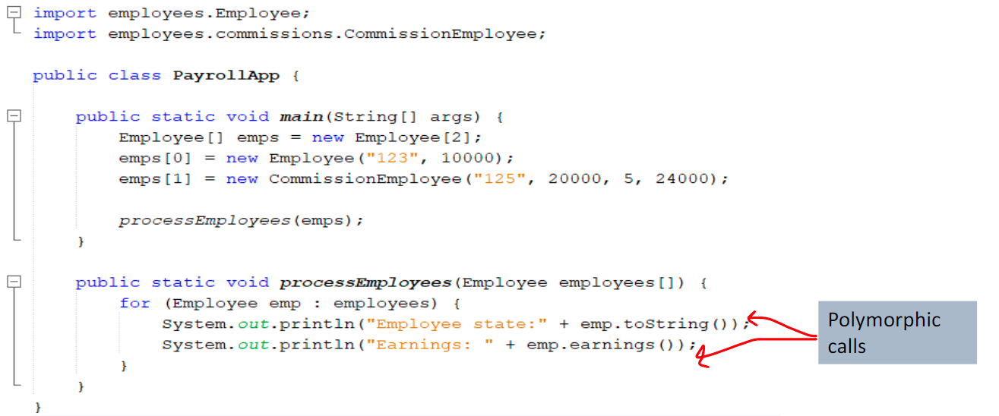 import employees.Employee;
import employees.commissions.CommissionEmployee;
public class PayrollApp {
public static void main(String[] args) {
Employee[] emps = new Employee[2];
emps[0] = new Employee("123", 10000);
emps[1] = new CommissionEmployee("125", 20000, 5, 24000);
processEmployees(emps);
}
public static void processEmployees(Employee employees[]) {
for (Employee emp : employees) {
System.out.println("Employee state:" + emp.toString());
System.out.println("Earnings: " + emp.earnings());
}
}
}
Polymorphic
calls